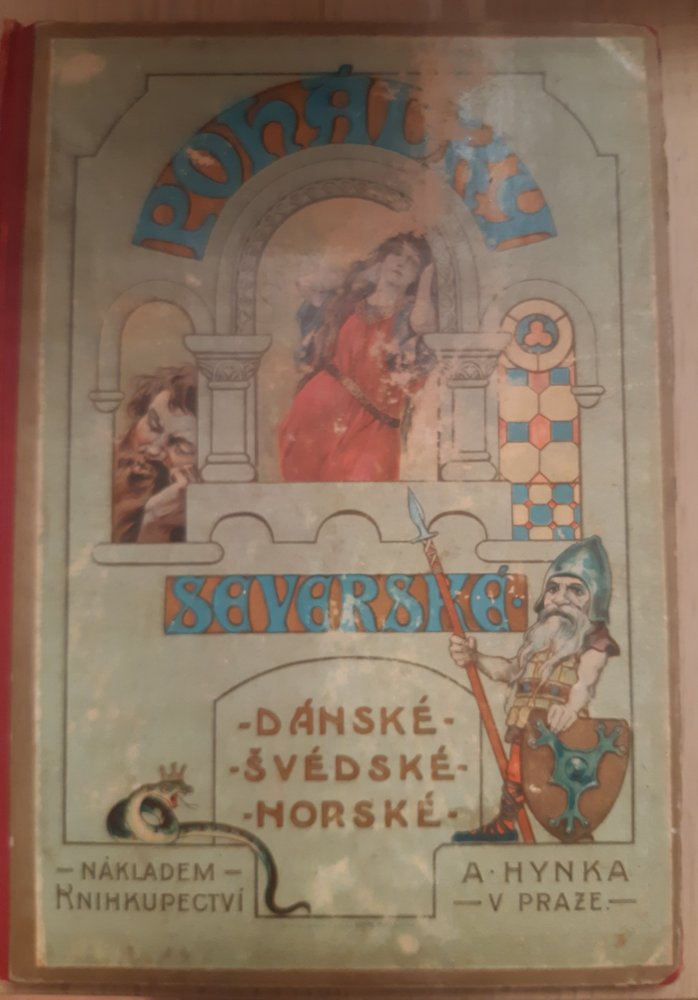 POHÁDKY
SEVERSKÉ·
-DÁNSKÉ-
-ŠVÉDSKÉ-
-NORSKÉ-
– NÁKLADEM –
KNIHKUPECTVÍ
A·HYNKA
– V PRAZE. –